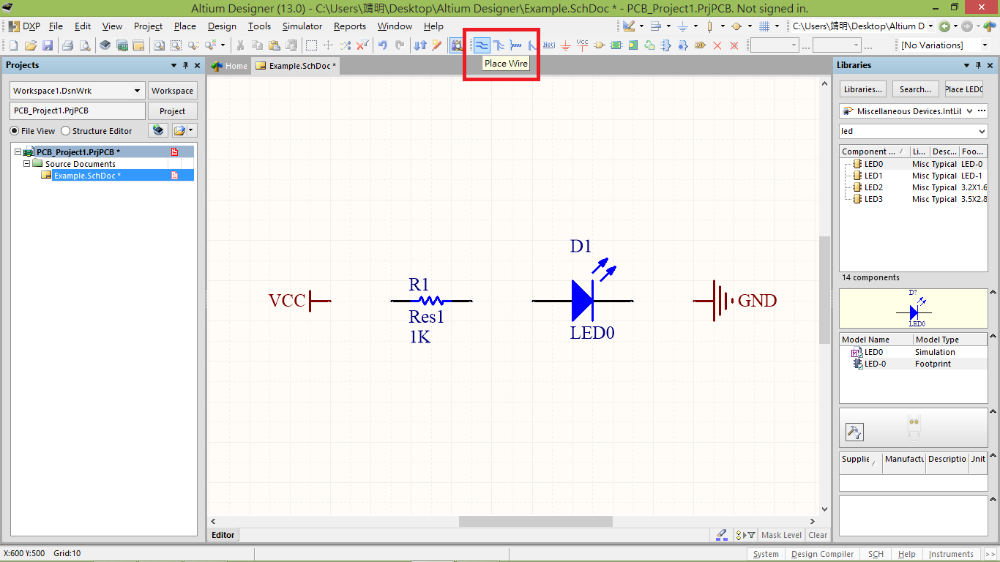 Altium Designer (13.0) - C:\Users\靖明\Desktop\Altium Designer\Example.SchDoc * - PCB_Project1.PrjPCB. Not signed in.
DXP File Edit View Project Place Design Tools Simulator Reports Window Help C:\Users\靖明\Desktop\Altium D
Net Vcc [No Variations]
Place Wire
Projects
Home Example.SchDoc *
Libraries
Workspace1.DsnWrk Workspace
PCB_Project1.PrjPCB Project
File View Structure Editor
PCB_Project1.PrjPCB *
Source Documents
Example.SchDoc *
VCC
R1
Res1
1K
D1
LED0
GND
Libraries... Search... Place LED0
Miscellaneous Devices.IntLib ...
led
Component ... / Li... Desc... Foo...
LED0 Misc Typical LED-0
LED1 Misc Typical LED-1
LED2 Misc Typical 3.2X1.6
LED3 Misc Typical 3.5X2.8
14 components
D?
LED0
Model Name Model Type
LED0 Simulation
LED-0 Footprint
Supplie / Manufactu Descriptio Unit
Editor Mask Level Clear
X:600 Y:500 Grid:10 System Design Compiler SCH Help Instruments >>